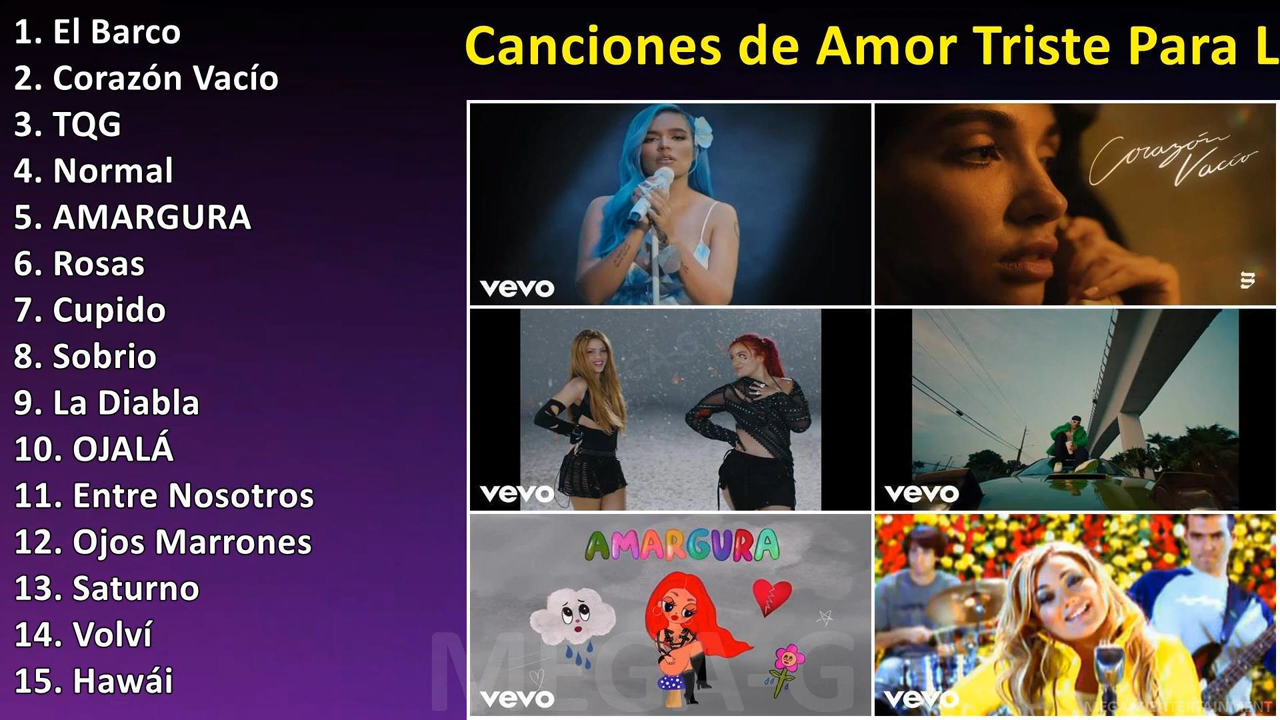 1. El Barco
2. Corazón Vacío
3. TQG
4. Normal
5. AMARGURA
6. Rosas
7. Cupido
8. Sobrio
9. La Diabla
10. OJALÁ
11. Entre Nosotros
12. Ojos Marrones
13. Saturno
14. Volví
15. Hawái
Canciones de Amor Triste Para L
vevo
Corazón
Vacío
vevo
vevo
AMARGURA
MEGA-G
vevo
vevo